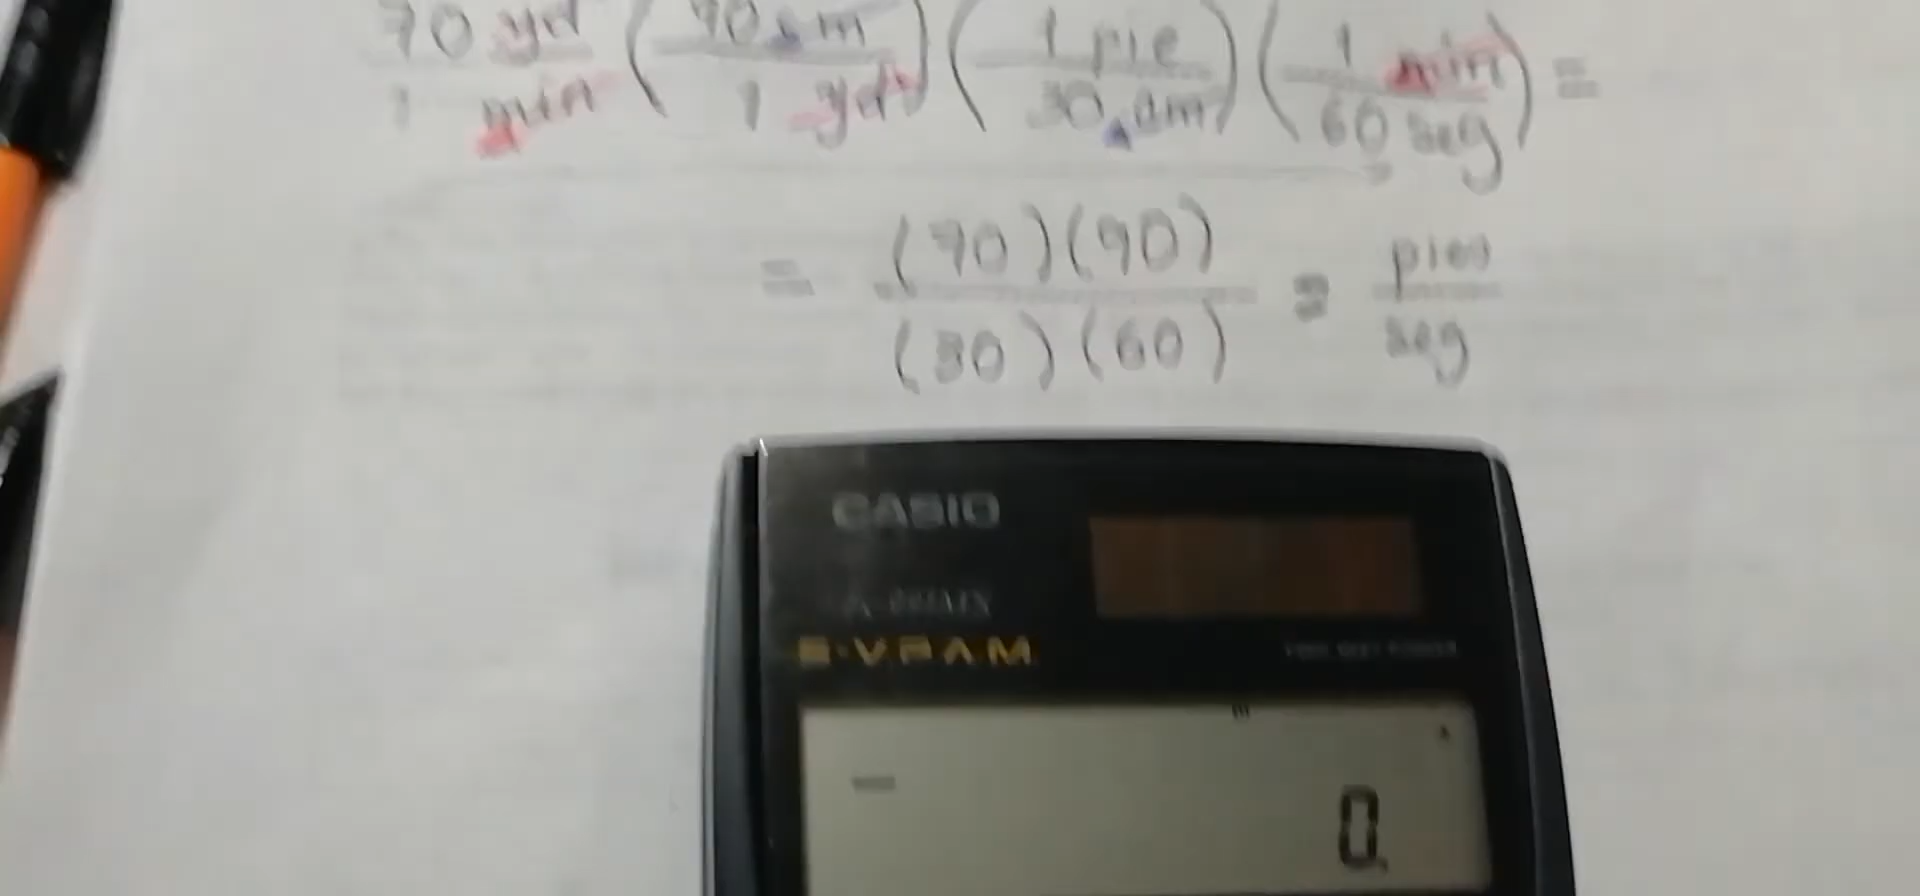 70 yd ( 90 cm ) ( 1 pie ) ( 1 min ) =
1 min 1 yd 30 cm 60 seg
= (70)(90) = pies
(30)(60) seg
CASIO
S-V.P.A.M.
0.